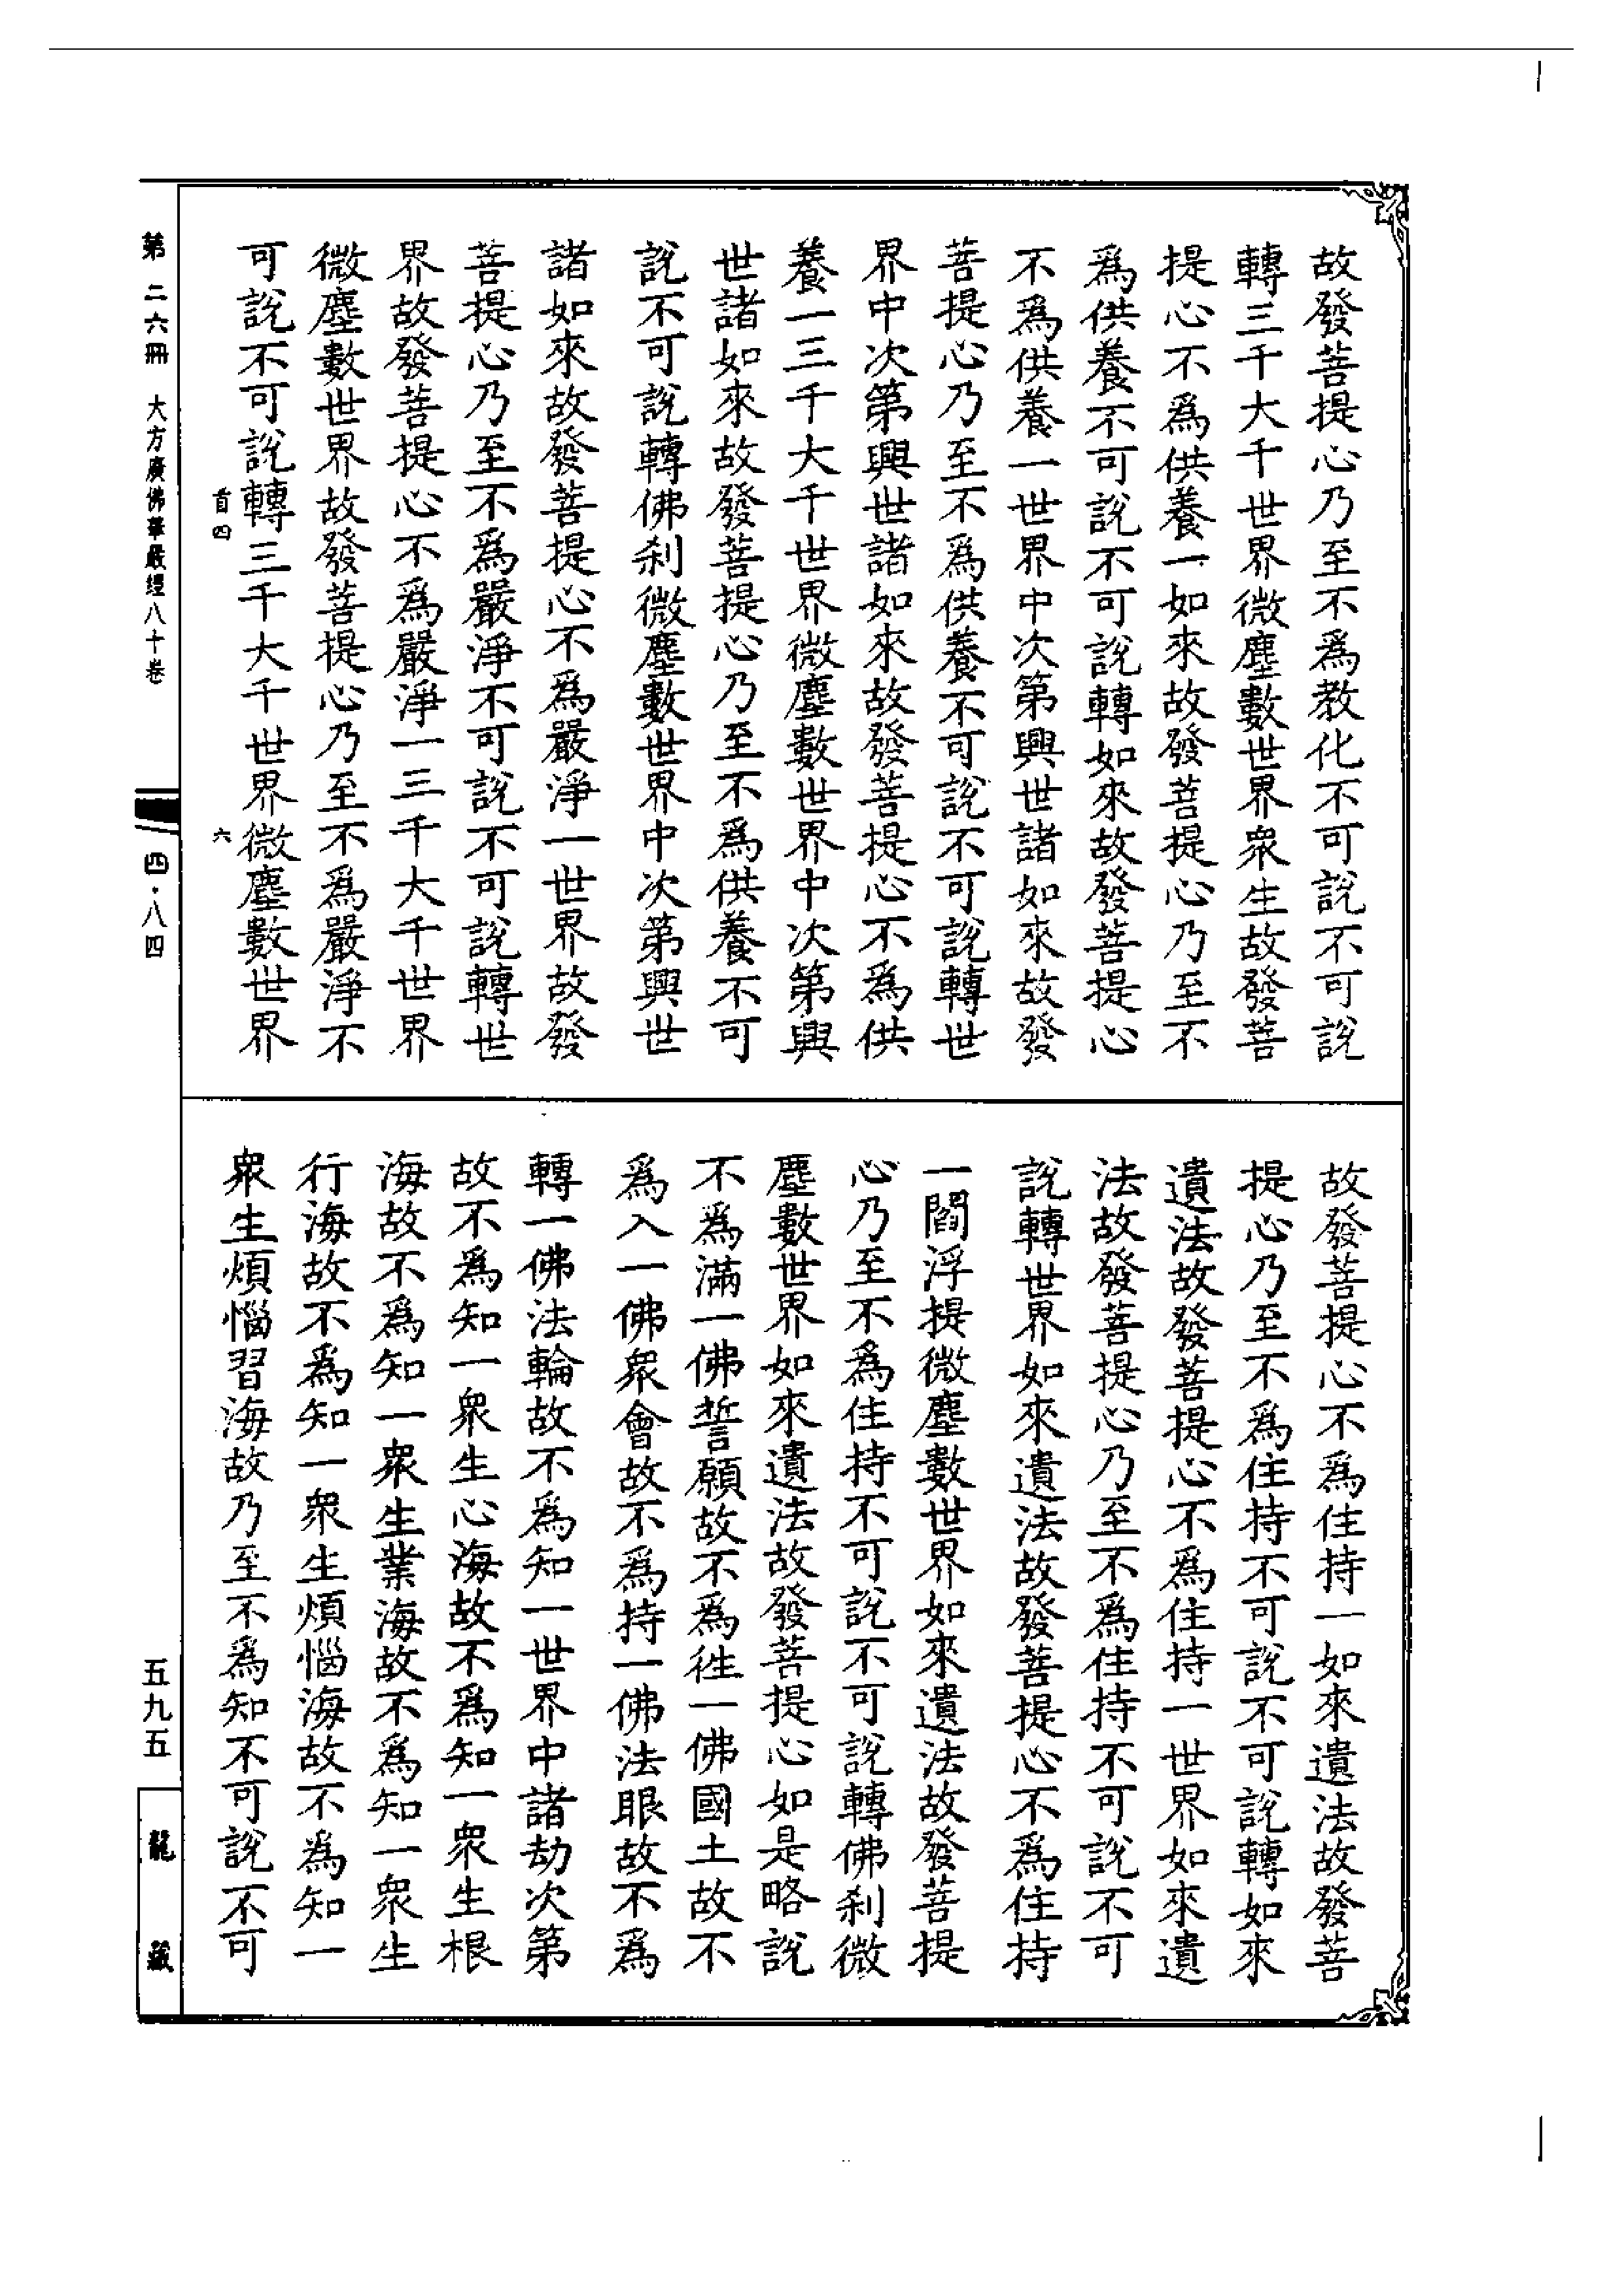 故發菩提心乃至不爲教化不可說不可說
轉三千大千世界微塵數世界衆生故發菩
提心不爲供養一如來故發菩提心乃至不
爲供養不可說不可說轉如來故發菩提心
不爲供養一世界中次第興世諸如來故發
菩提心乃至不爲供養不可說不可說轉世
界中次第興世諸如來故發菩提心不爲供
養一三千大千世界微塵數世界中次第興
世諸如來故發菩提心乃至不爲供養不可
說不可說轉佛刹微塵數世界中次第興世
諸如來故發菩提心不爲嚴淨一世界故發
菩提心乃至不爲嚴淨不可說不可說轉世
界故發菩提心不爲嚴淨一三千大千世界
微塵數世界故發菩提心乃至不爲嚴淨不
可說不可說轉三千大千世界微塵數世界
首四 六
故發菩提心不爲住持一如來遺法故發菩
提心乃至不爲住持不可說不可說轉如來
遺法故發菩提心不爲住持一世界如來遺
法故發菩提心乃至不爲住持不可說不可
說轉世界如來遺法故發菩提心不爲住持
一閻浮提微塵數世界如來遺法故發菩提
心乃至不爲住持不可說不可說轉佛刹微
塵數世界如來遺法故發菩提心如是略說
不爲滿一佛誓願故不爲往一佛國土故不
爲入一佛衆會故不爲持一佛法眼故不爲
轉一佛法輪故不爲知一世界中諸劫次第
故不爲知一衆生心海故不爲知一衆生根
海故不爲知一衆生業海故不爲知一衆生
行海故不爲知一衆生煩惱海故不爲知一
衆生煩惱習海故乃至不爲知不可說不可
第二六冊 大方廣佛華嚴經八十卷
四·八四
五九五
龍藏